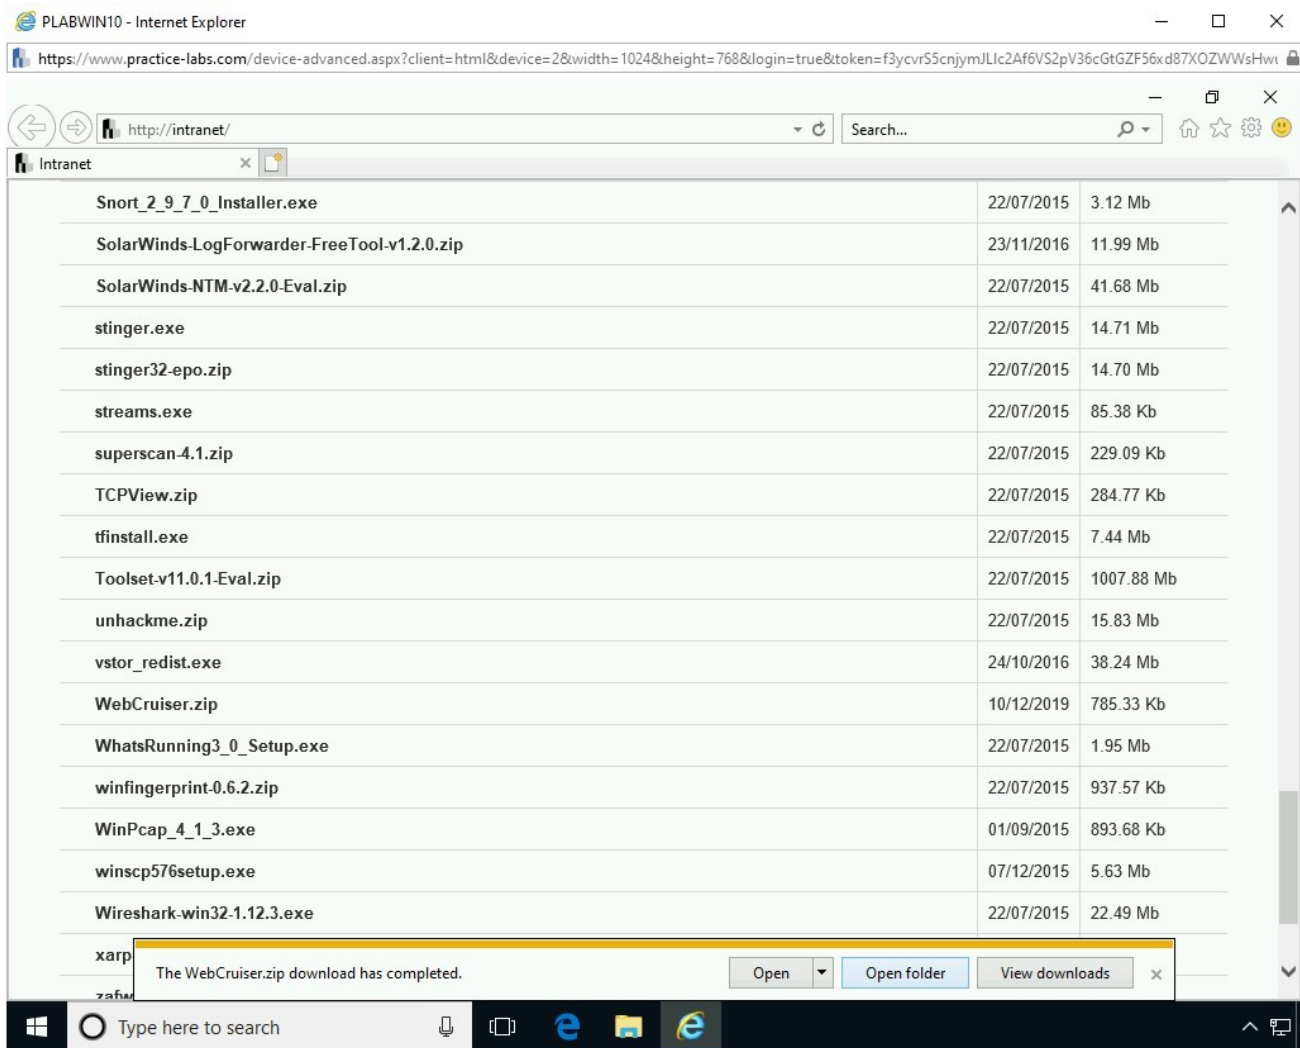 PLABWIN10 - Internet Explorer
https://www.practice-labs.com/device-advanced.aspx?client=html&device=2&width=1024&height=768&login=true&token=f3ycvrS5cnjymJLIc2Af6VS2pV36cGtGZF56xd87XOZWWsHwu
http://intranet/ Search...
Intranet
Snort_2_9_7_0_Installer.exe 22/07/2015 3.12 Mb
SolarWinds-LogForwarder-FreeTool-v1.2.0.zip 23/11/2016 11.99 Mb
SolarWinds-NTM-v2.2.0-Eval.zip 22/07/2015 41.68 Mb
stinger.exe 22/07/2015 14.71 Mb
stinger32-epo.zip 22/07/2015 14.70 Mb
streams.exe 22/07/2015 85.38 Kb
superscan-4.1.zip 22/07/2015 229.09 Kb
TCPView.zip 22/07/2015 284.77 Kb
tfinstall.exe 22/07/2015 7.44 Mb
Toolset-v11.0.1-Eval.zip 22/07/2015 1007.88 Mb
unhackme.zip 22/07/2015 15.83 Mb
vstor_redist.exe 24/10/2016 38.24 Mb
WebCruiser.zip 10/12/2019 785.33 Kb
WhatsRunning3_0_Setup.exe 22/07/2015 1.95 Mb
winfingerprint-0.6.2.zip 22/07/2015 937.57 Kb
WinPcap_4_1_3.exe 01/09/2015 893.68 Kb
winscp576setup.exe 07/12/2015 5.63 Mb
Wireshark-win32-1.12.3.exe 22/07/2015 22.49 Mb
xarp
The WebCruiser.zip download has completed. Open Open folder View downloads
zafw
Type here to search